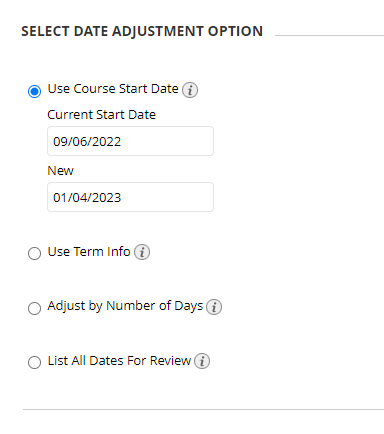 SELECT DATE ADJUSTMENT OPTION
Use Course Start Date i
Current Start Date
09/06/2022
New
01/04/2023
Use Term Info i
Adjust by Number of Days i
List All Dates For Review i